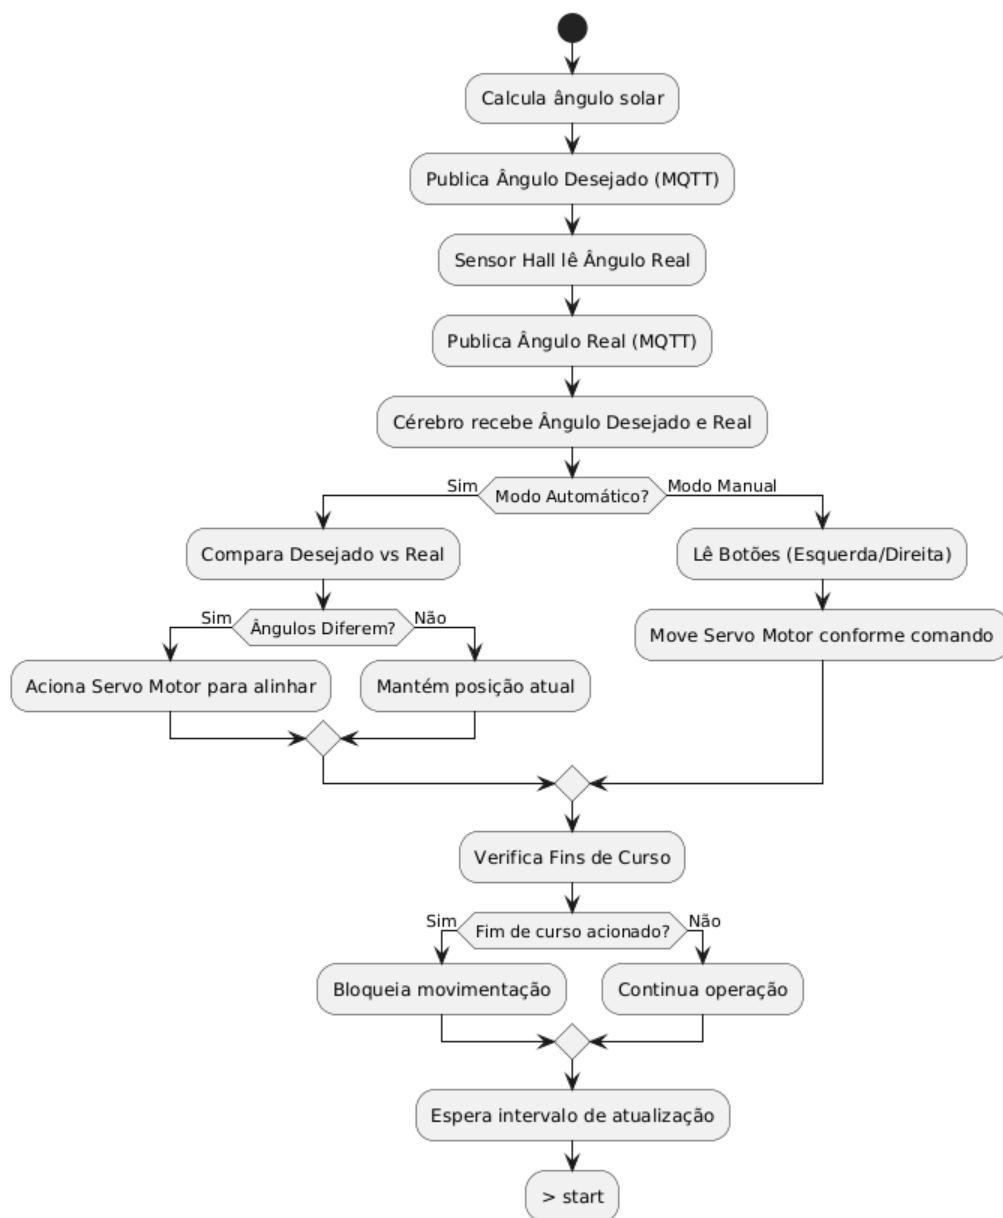 Calcula ângulo solar
Publica Ângulo Desejado (MQTT)
Sensor Hall lê Ângulo Real
Publica Ângulo Real (MQTT)
Cérebro recebe Ângulo Desejado e Real
Sim
Modo Automático?
Modo Manual
Compara Desejado vs Real
Lê Botões (Esquerda/Direita)
Sim
Ângulos Diferem?
Não
Move Servo Motor conforme comando
Aciona Servo Motor para alinhar
Mantém posição atual
Verifica Fins de Curso
Sim
Fim de curso acionado?
Não
Bloqueia movimentação
Continua operação
Espera intervalo de atualização
> start